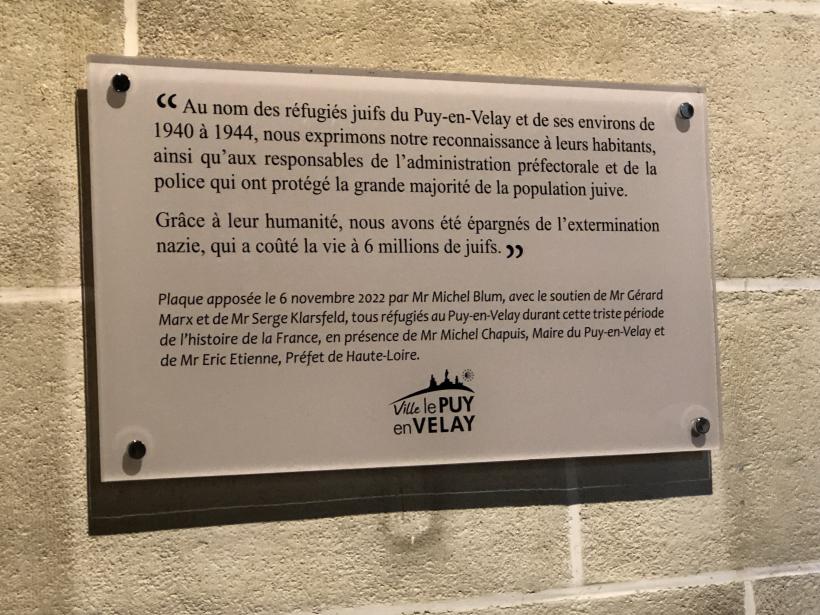 “ Au nom des réfugiés juifs du Puy-en-Velay et de ses environs de
1940 à 1944, nous exprimons notre reconnaissance à leurs habitants,
ainsi qu’aux responsables de l’administration préfectorale et de la
police qui ont protégé la grande majorité de la population juive.
Grâce à leur humanité, nous avons été épargnés de l’extermination
nazie, qui a coûté la vie à 6 millions de juifs. ”
Plaque apposée le 6 novembre 2022 par Mr Michel Blum, avec le soutien de Mr Gérard
Marx et de Mr Serge Klarsfeld, tous réfugiés au Puy-en-Velay durant cette triste période
de l’histoire de la France, en présence de Mr Michel Chapuis, Maire du Puy-en-Velay et
de Mr Eric Etienne, Préfet de Haute-Loire.
Ville le PUY
en VELAY